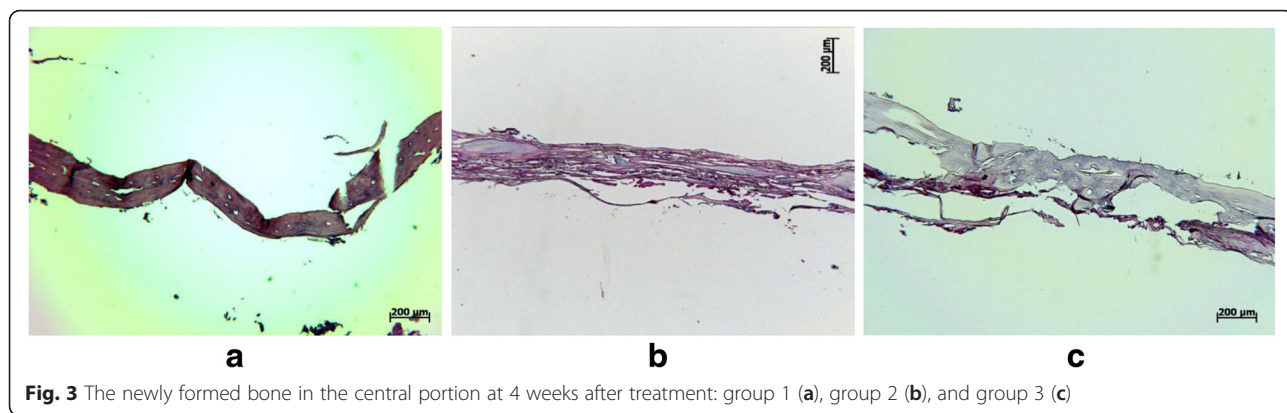 200 µm
200 µm
200 µm
a
b
c
Fig. 3 The newly formed bone in the central portion at 4 weeks after treatment: group 1 (a), group 2 (b), and group 3 (c)